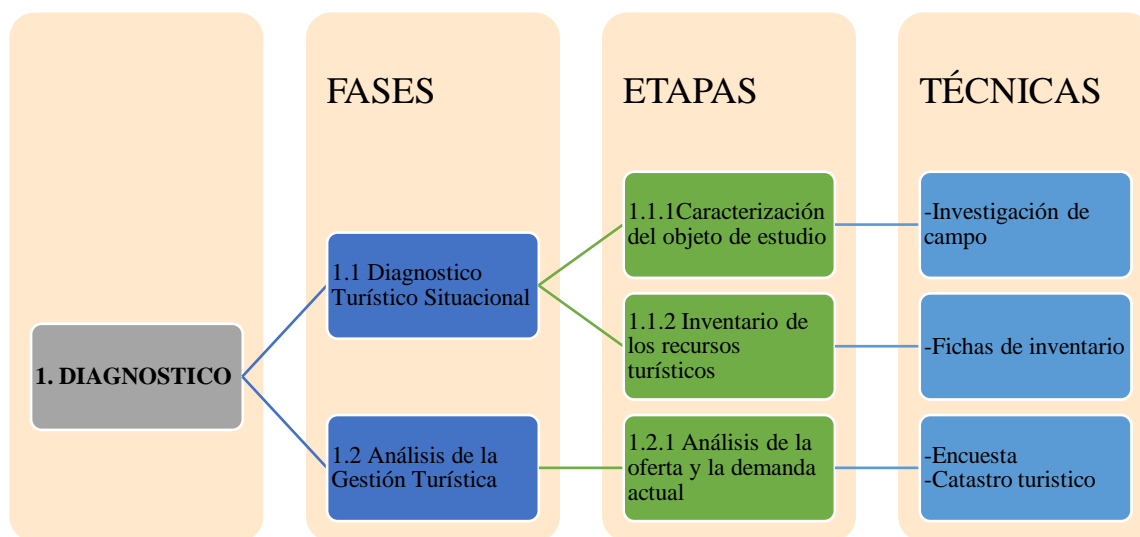 FASES
ETAPAS
TÉCNICAS
1. DIAGNOSTICO
1.1 Diagnostico
Turístico Situacional
1.2 Análisis de la
Gestión Turística
1.1.1Caracterización
del objeto de estudio
1.1.2 Inventario de
los recursos
turísticos
1.2.1 Análisis de la
oferta y la demanda
actual
-Investigación de
campo
-Fichas de inventario
-Encuesta
-Catastro turistico